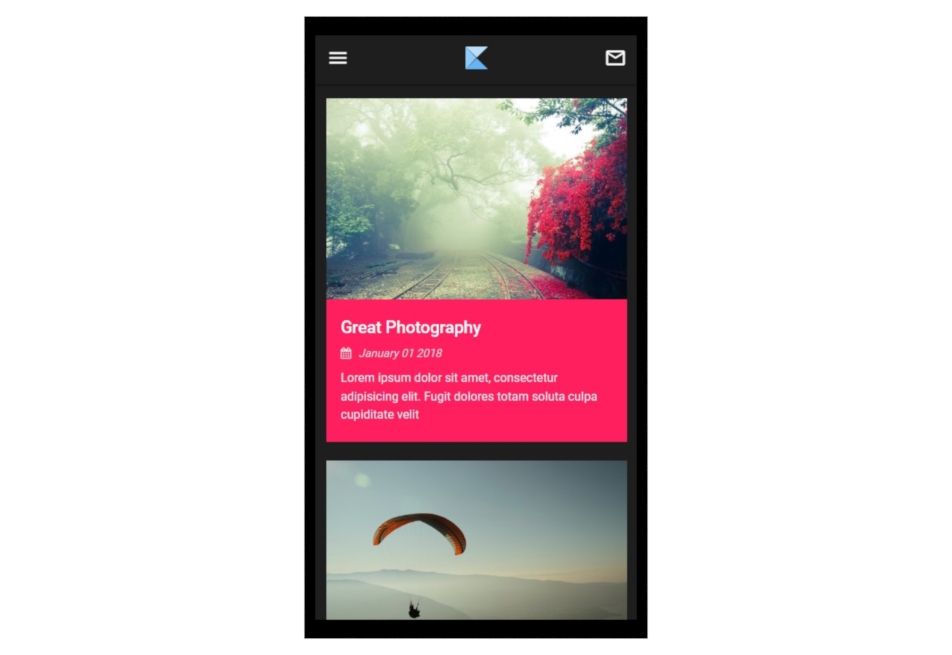 Great Photography
January 01 2018
Lorem ipsum dolor sit amet, consectetur
adipisicing elit. Fugit dolores totam soluta culpa
cupiditate velit